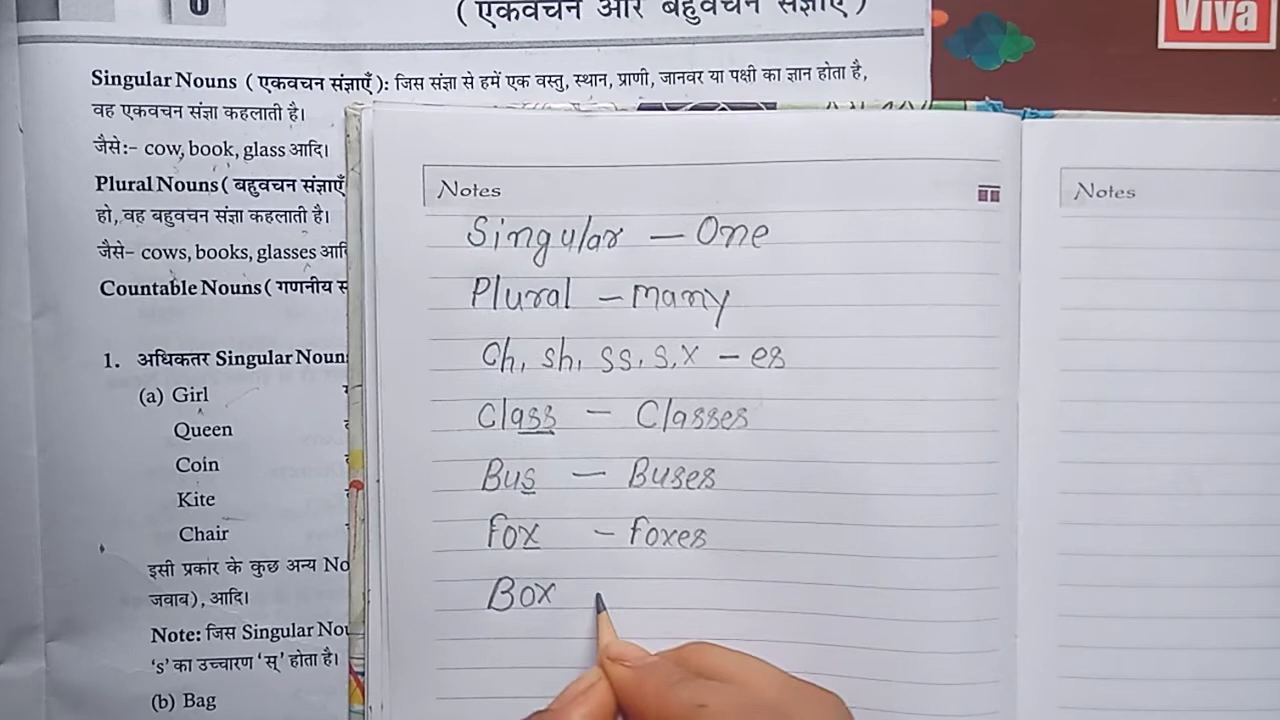 ( एकवचन और बहुवचन संज्ञाएँ )
Viva
Singular Nouns ( एकवचन संज्ञाएँ ): जिस संज्ञा से हमें एक वस्तु, स्थान, प्राणी, जानवर या पक्षी का ज्ञान होता है,
वह एकवचन संज्ञा कहलाती है।
जैसे:- cow, book, glass आदि।
Plural Nouns ( बहुवचन संज्ञाएँ
हो, वह बहुवचन संज्ञा कहलाती है।
जैसे- cows, books, glasses आदि
Countable Nouns ( गणनीय स
1. अधिकतर Singular Noun
(a) Girl
Queen
Coin
Kite
Chair
इसी प्रकार के कुछ अन्य No
जवाब), आदि।
Note: जिस Singular Nou
‘s’ का उच्चारण ‘स्’ होता है।
(b) Bag
Notes
Singular — One
Plural — many
Ch, sh, ss, s, x — es
Class — Classes
Bus — Buses
Fox — Foxes
Box
Notes